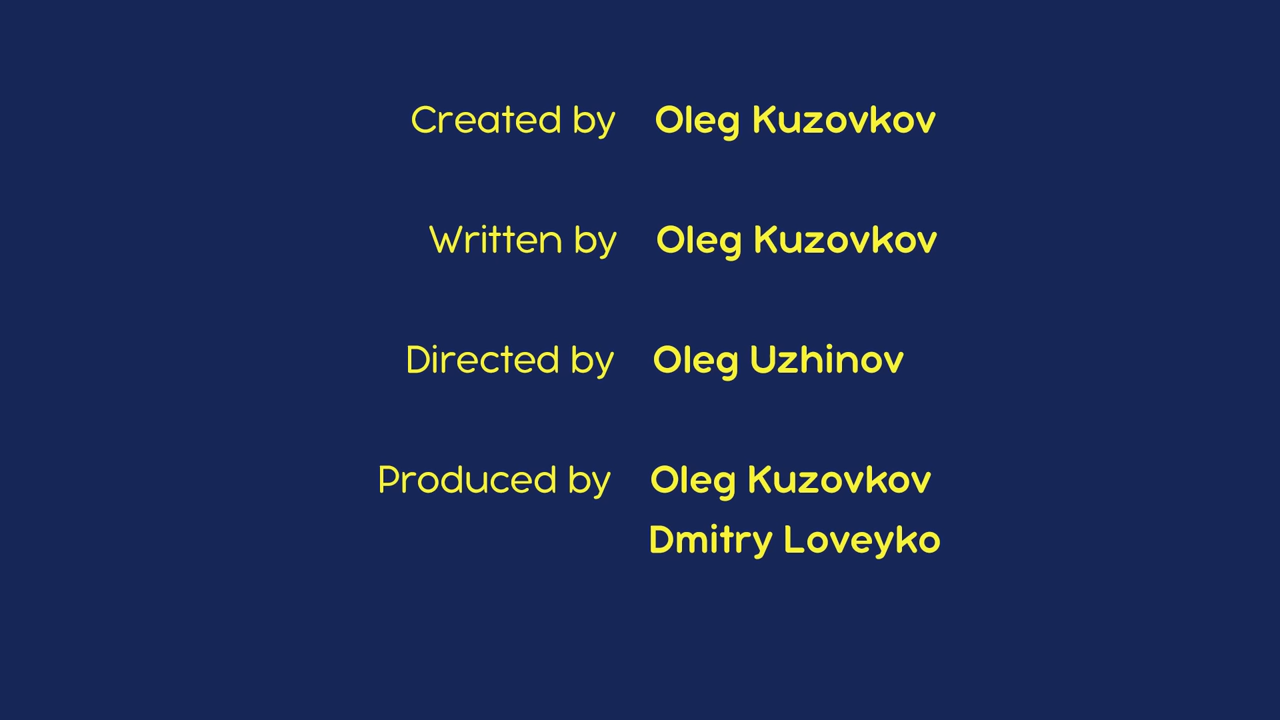 Created by Oleg Kuzovkov
Written by Oleg Kuzovkov
Directed by Oleg Uzhinov
Produced by Oleg Kuzovkov
Dmitry Loveyko